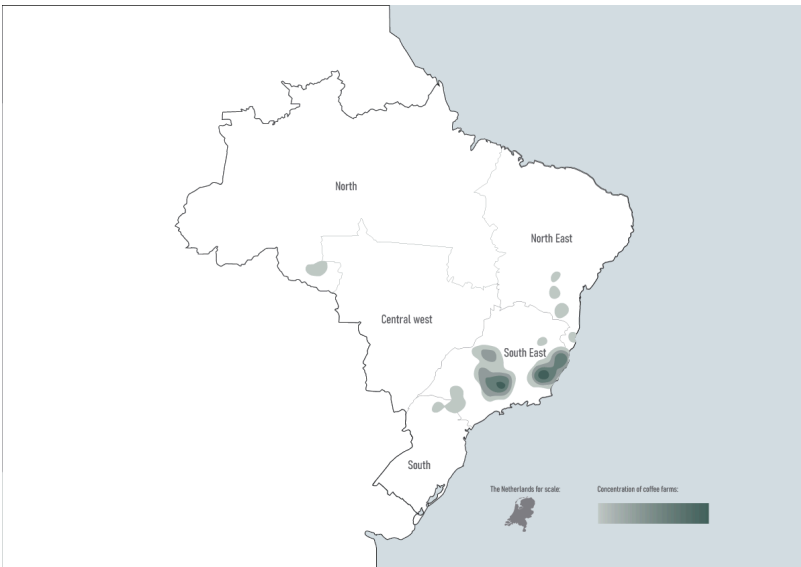 North
North East
Central west
South East
South
The Netherlands for scale:
Concentration of coffee farms: